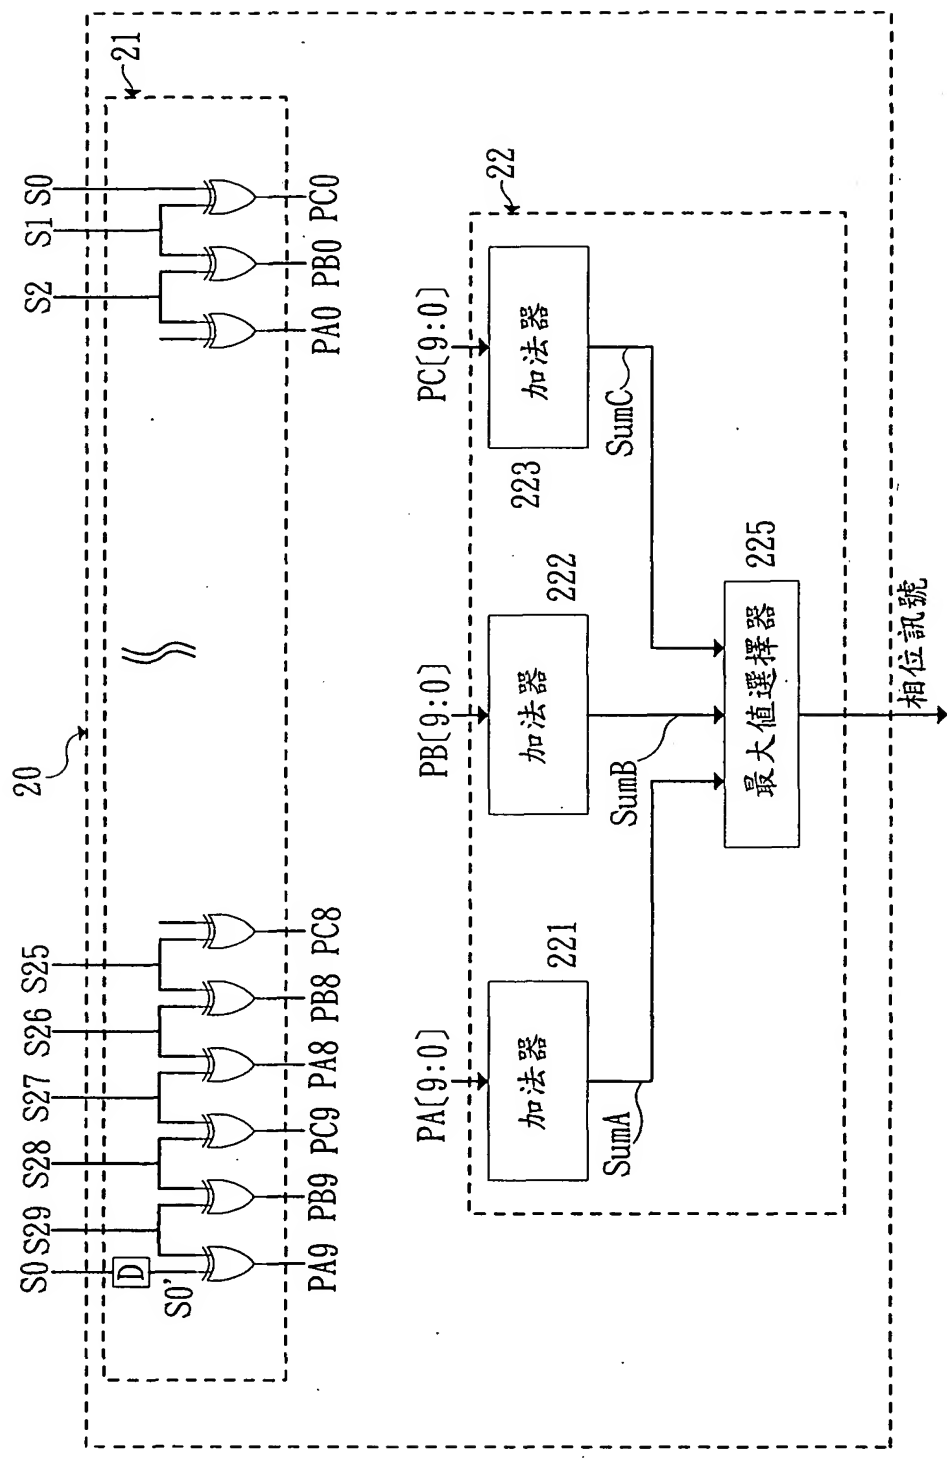 20
21
S0
S29
S28
S27
S26
S25
S2
S1
S0
D
S0'
PA9
PB9
PC9
PA8
PB8
PC8
PA0
PB0
PC0
22
PA[9:0]
PB[9:0]
PC[9:0]
加法器
221
加法器
222
加法器
223
SumA
SumB
SumC
最大值選擇器
225
相位訊號